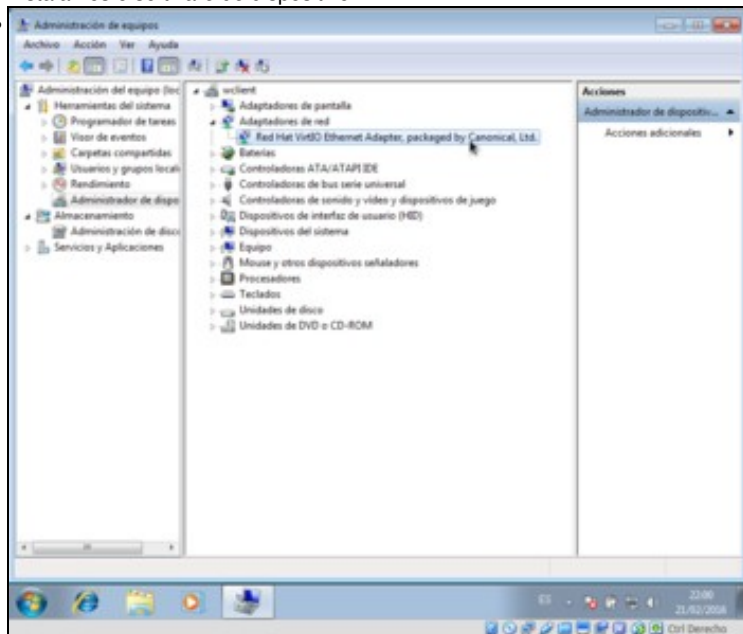 Administración de equipos
Archivo Acción Ver Ayuda
Administración del equipo (loc
Herramientas del sistema
Programador de tareas
Visor de eventos
Carpetas compartidas
Usuarios y grupos locale
Rendimiento
Administrador de dispo
Almacenamiento
Administración de disco
Servicios y Aplicaciones
wclient
Adaptadores de pantalla
Adaptadores de red
Red Hat VirtIO Ethernet Adapter, packaged by Canonical, Ltd.
Baterías
Controladoras ATA/ATAPI IDE
Controladoras de bus serie universal
Controladoras de sonido y vídeo y dispositivos de juego
Dispositivos de interfaz de usuario (HID)
Dispositivos del sistema
Equipo
Mouse y otros dispositivos señaladores
Procesadores
Teclados
Unidades de disco
Unidades de DVD o CD-ROM
Acciones
Administrador de dispositiv...
Acciones adicionales
ES
22:00
21/02/2018
Ctrl Derecho